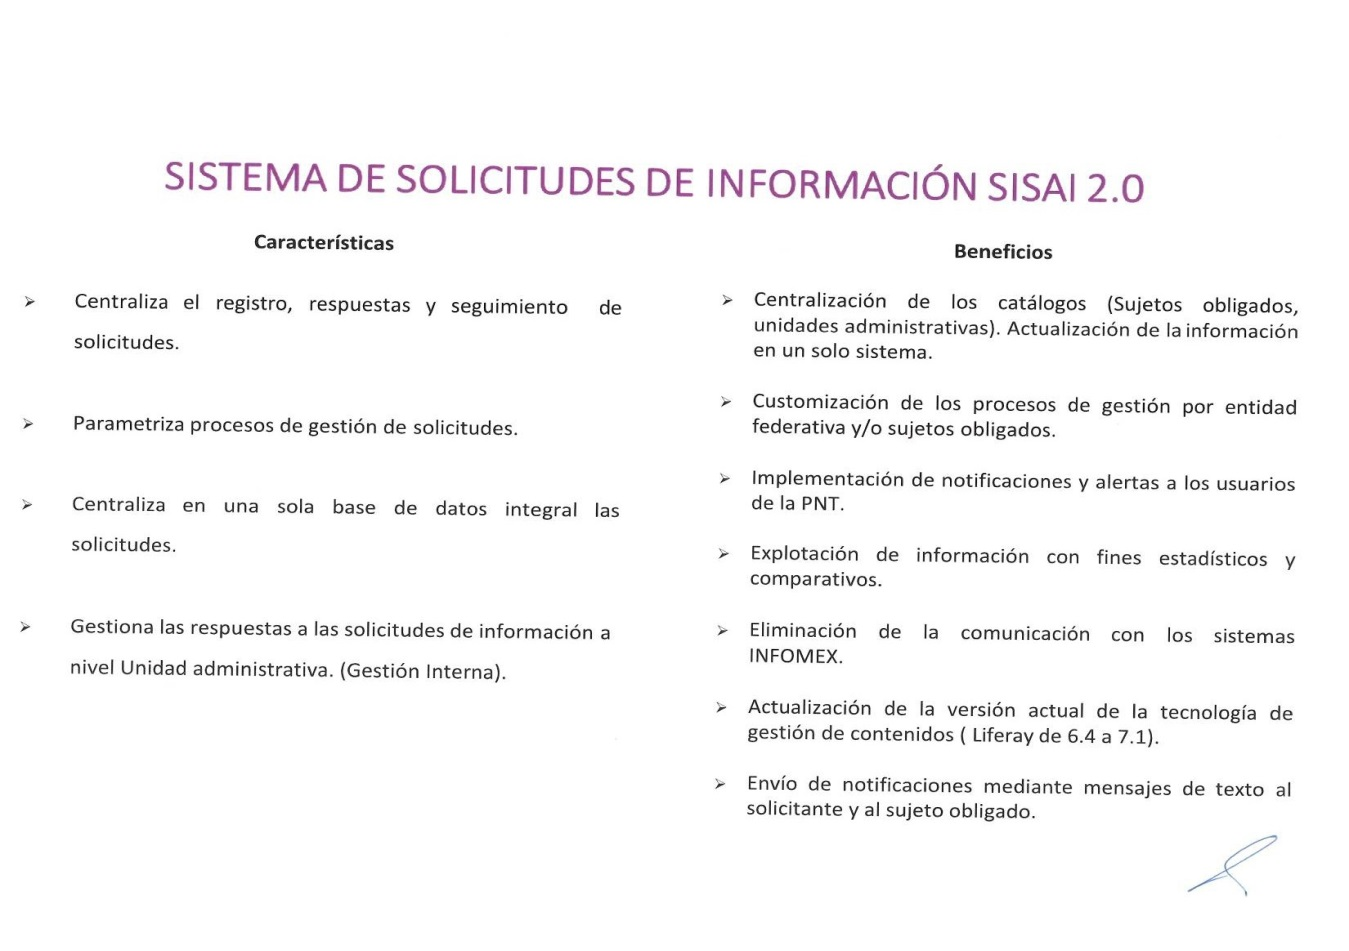 SISTEMA DE SOLICITUDES DE INFORMACIÓN SISAI 2.0
Características
➢ Centraliza el registro, respuestas y seguimiento de
solicitudes.
➢ Parametriza procesos de gestión de solicitudes.
➢ Centraliza en una sola base de datos integral las
solicitudes.
➢ Gestiona las respuestas a las solicitudes de información a
nivel Unidad administrativa. (Gestión Interna).
Beneficios
➢ Centralización de los catálogos (Sujetos obligados,
unidades administrativas). Actualización de la información
en un solo sistema.
➢ Customización de los procesos de gestión por entidad
federativa y/o sujetos obligados.
➢ Implementación de notificaciones y alertas a los usuarios
de la PNT.
➢ Explotación de información con fines estadísticos y
comparativos.
➢ Eliminación de la comunicación con los sistemas
INFOMEX.
➢ Actualización de la versión actual de la tecnología de
gestión de contenidos ( Liferay de 6.4 a 7.1).
➢ Envío de notificaciones mediante mensajes de texto al
solicitante y al sujeto obligado.